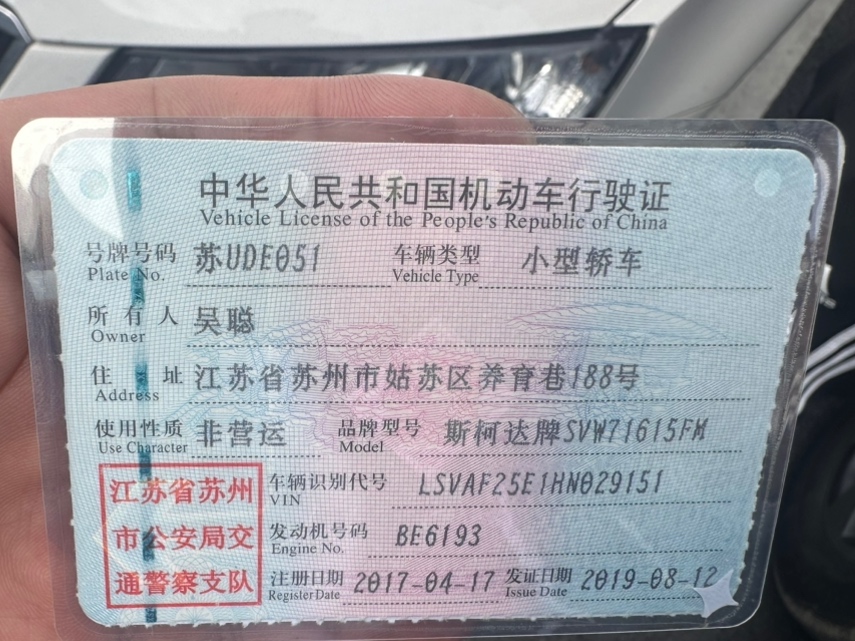 中华人民共和国机动车行驶证
Vehicle License of the People's Republic of China
号牌号码 苏UDE051 车辆类型 小型轿车
Plate No. Vehicle Type
所有人 吴聪
Owner
住址 江苏省苏州市姑苏区养育巷188号
Address
使用性质 非营运 品牌型号 斯柯达牌SVW71615FM
Use Character Model
江苏省苏州 车辆识别代号 LSVAF25E1HN029151
VIN
市公安局交 发动机号码 BE6193
Engine No.
通警察支队 注册日期 2017-04-17 发证日期 2019-08-12
Register Date Issue Date